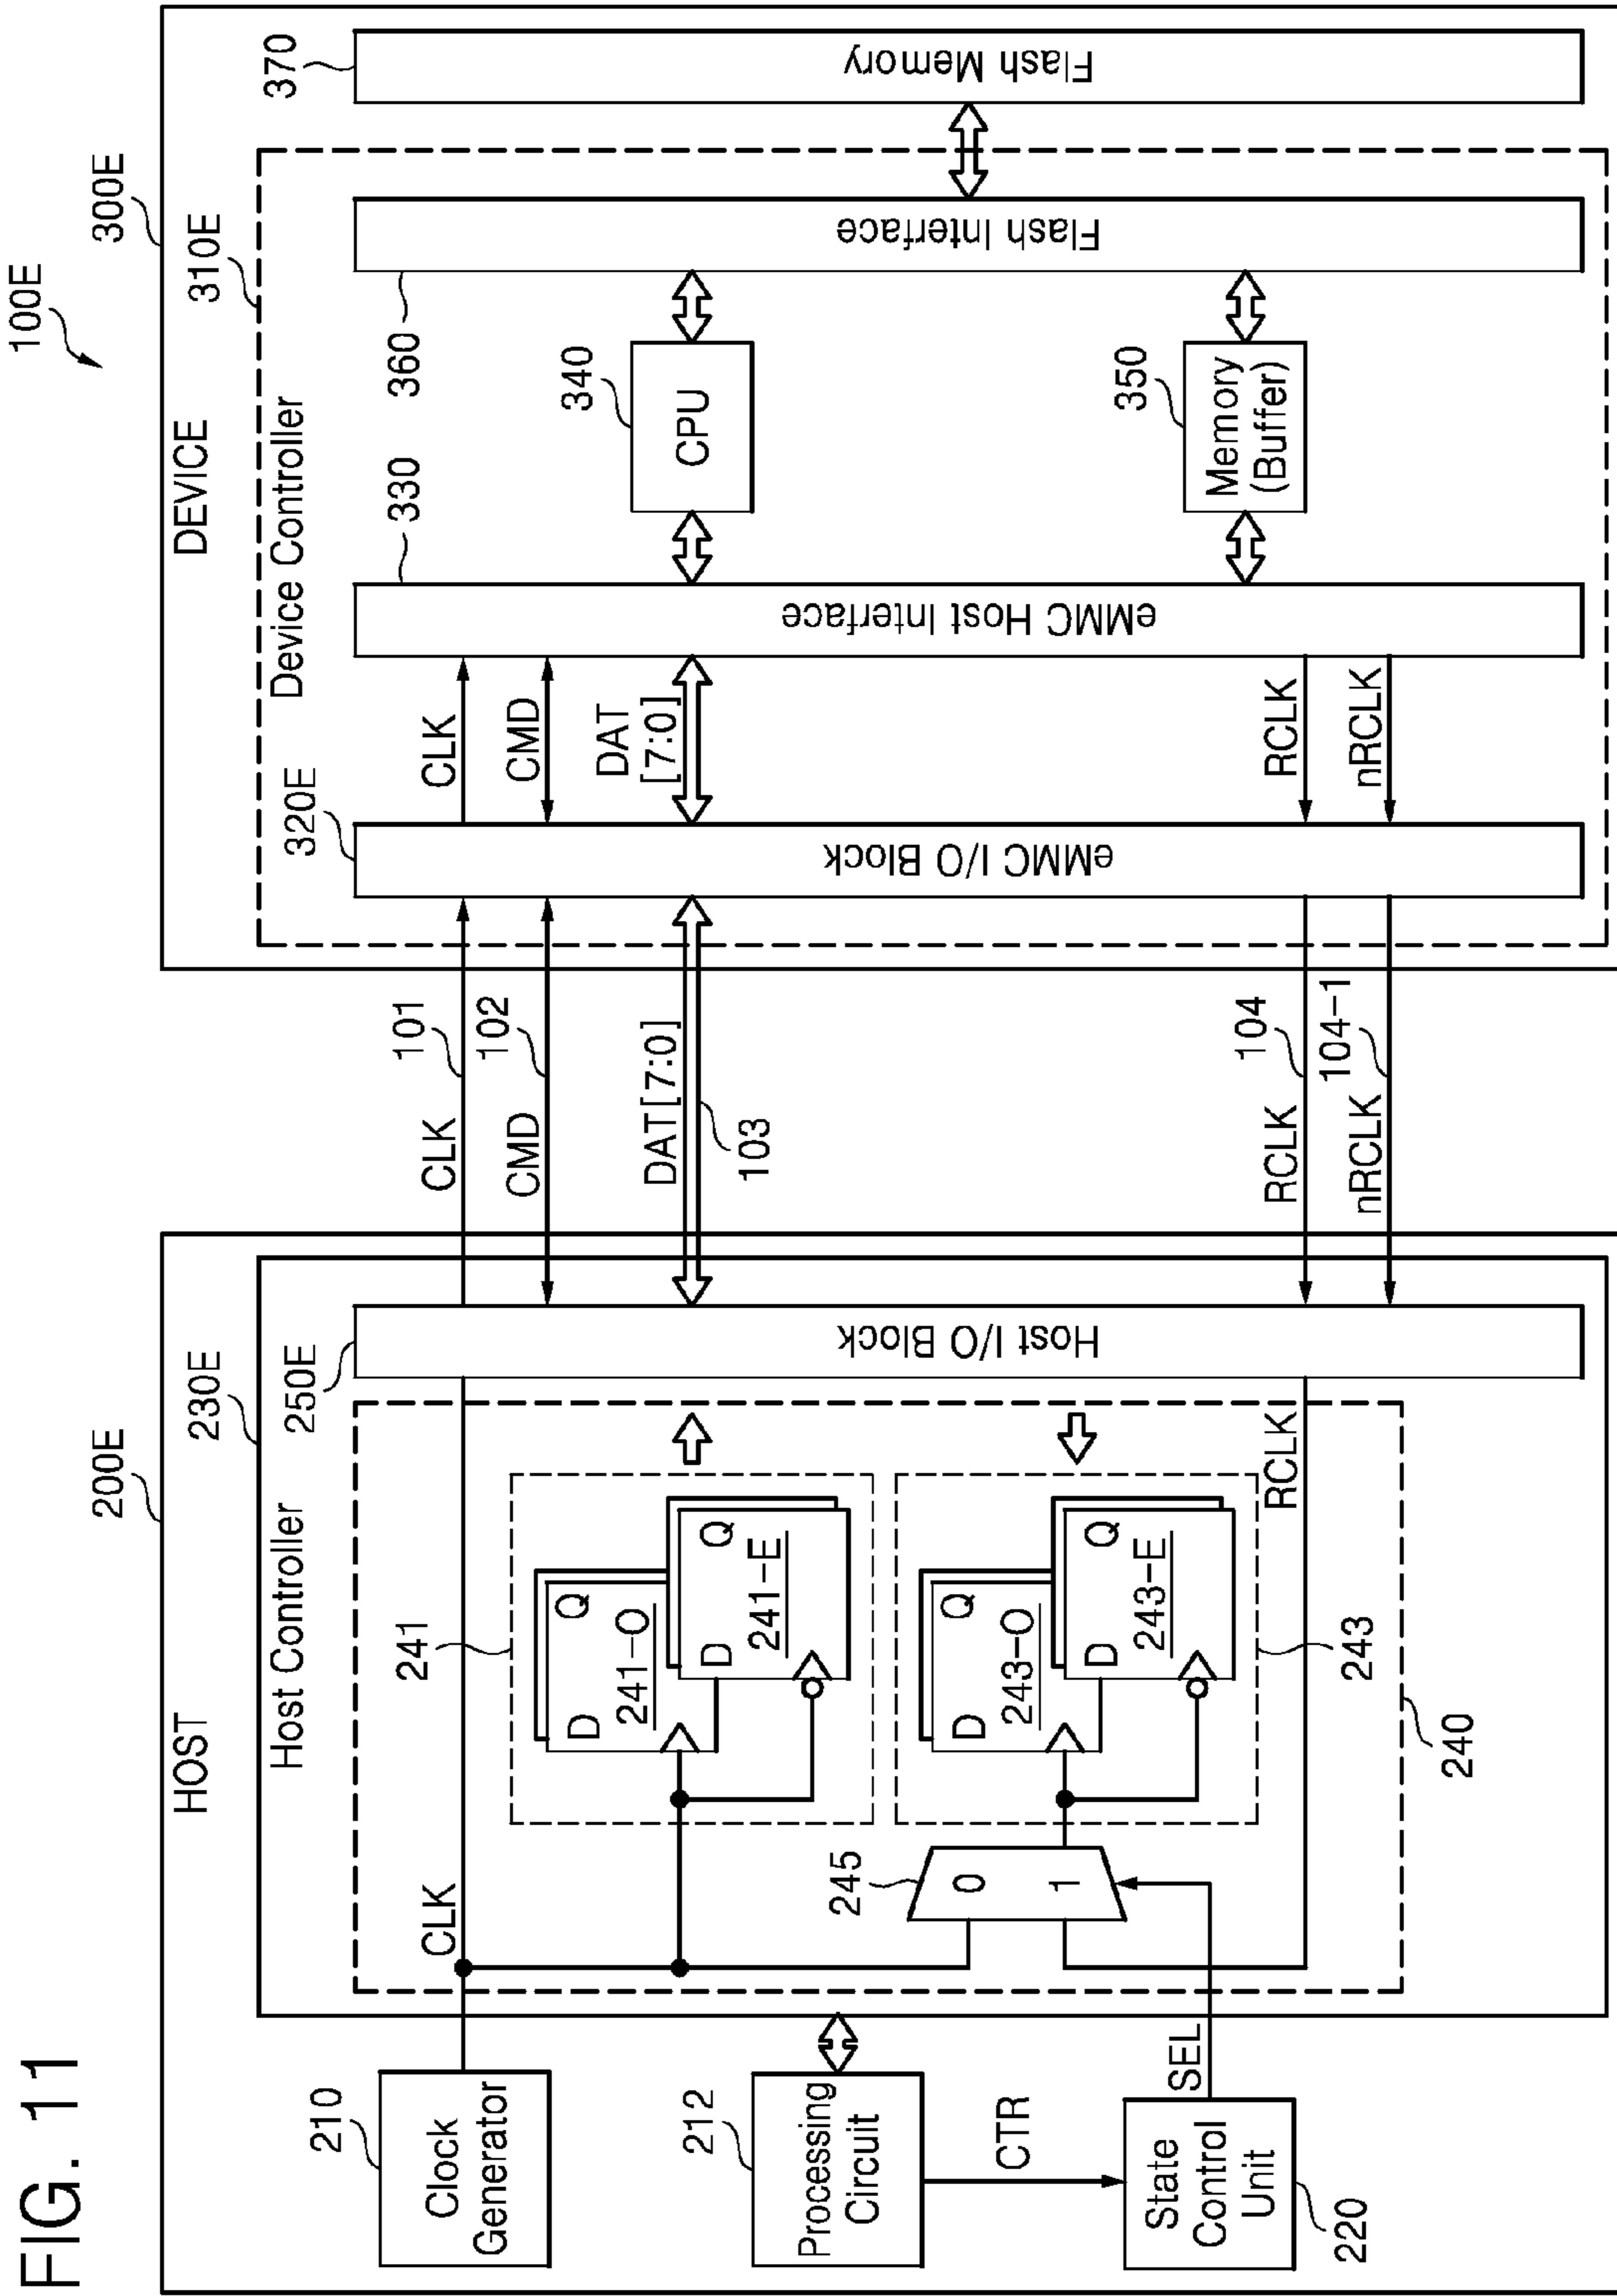 FIG. 11
100E
200E
HOST
210
Clock
Generator
212
Processing
Circuit
CTR
State
Control
Unit
220
SEL
230E
Host Controller
CLK
241
D
Q
241-O
D
Q
241-E
245
0
1
D
Q
243-O
D
Q
243-E
243
240
RCLK
250E
Host I/O Block
CLK
101
CMD
102
DAT[7:0]
103
RCLK
104
nRCLK
104-1
300E
DEVICE
310E
Device Controller
320E
eMMC I/O Block
CLK
CMD
DAT
[7:0]
RCLK
nRCLK
330
eMMC Host Interface
340
CPU
350
Memory
(Buffer)
360
Flash Interface
370
Flash Memory